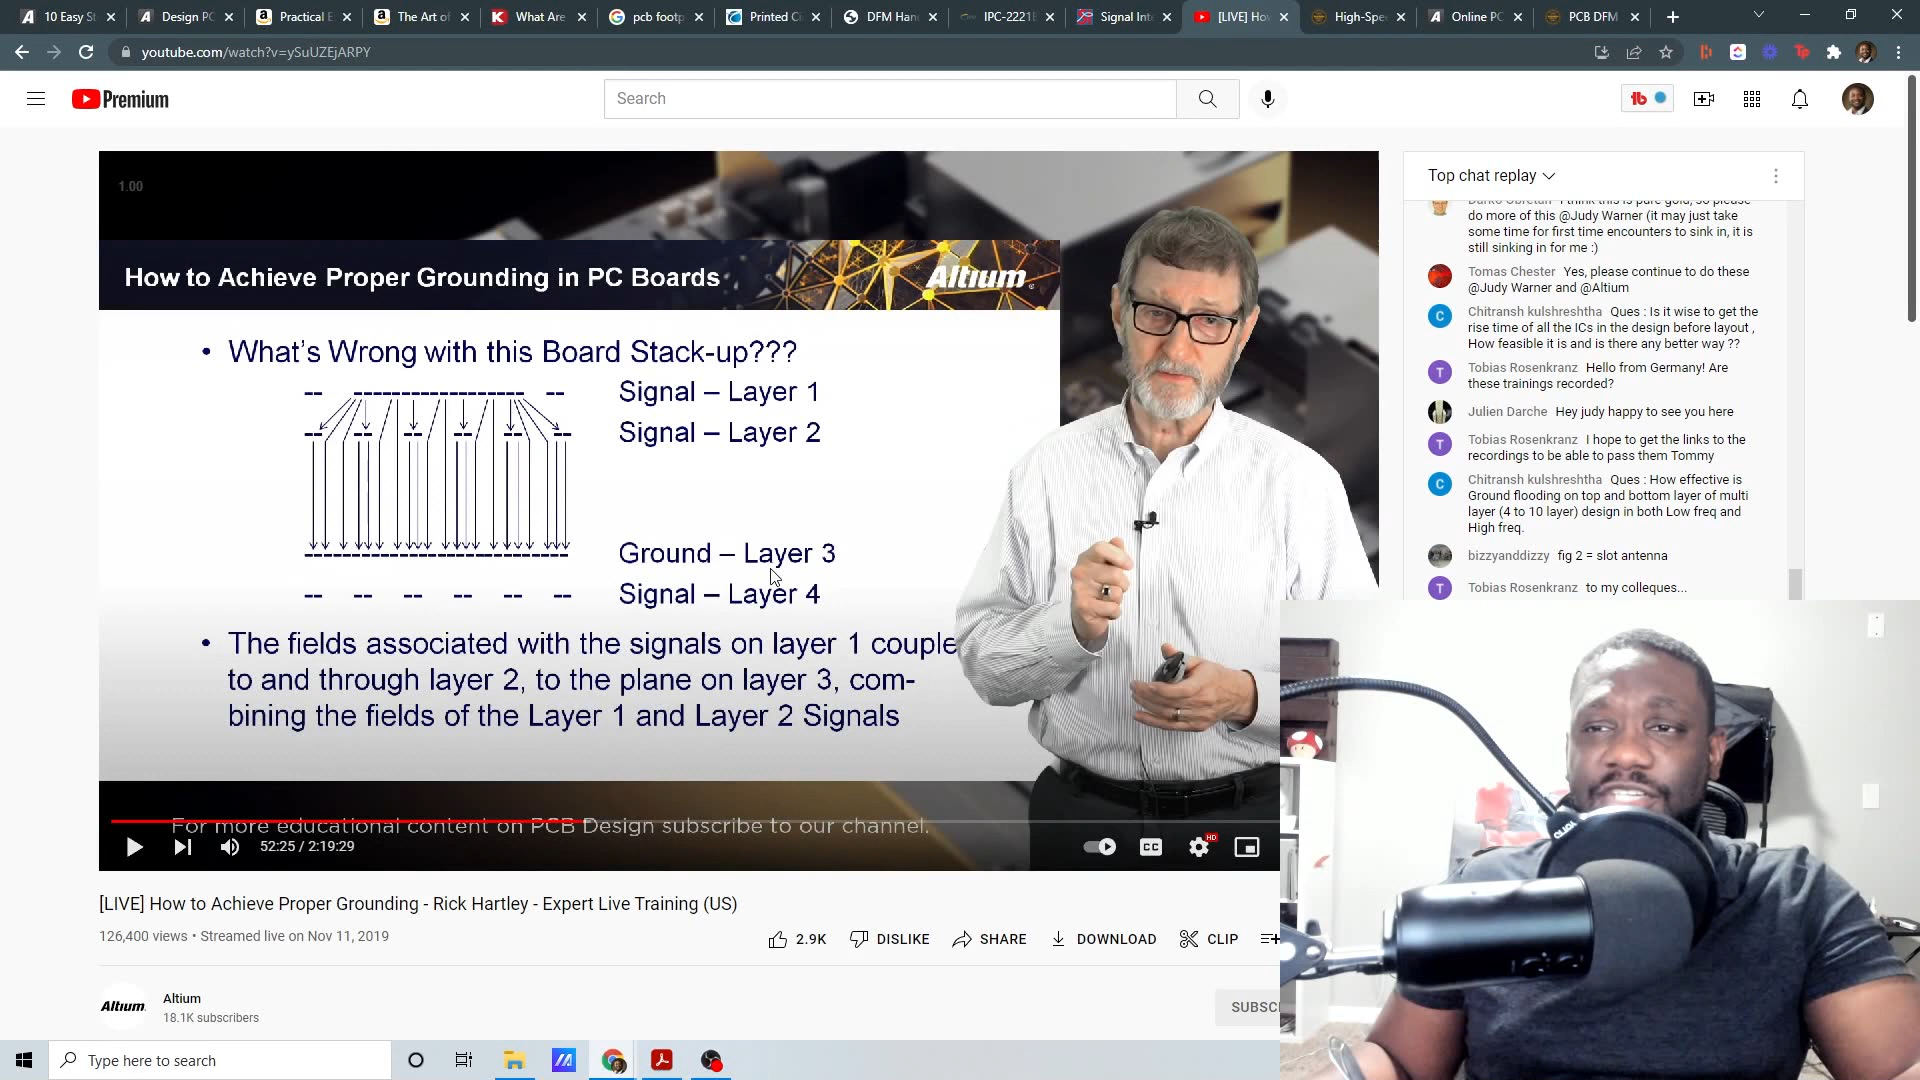 10 Easy St
Design PC
Practical E
The Art of
What Are
pcb footp
Printed Ci
DFM Han
IPC-2221B
Signal Inte
[LIVE] Hov
High-Spe
Online PC
PCB DFM
youtube.com/watch?v=ySuUZEjARPY
Premium
Search
1.00
How to Achieve Proper Grounding in PC Boards
Altium
• What's Wrong with this Board Stack-up???
Signal – Layer 1
Signal – Layer 2
Ground – Layer 3
Signal – Layer 4
• The fields associated with the signals on layer 1 couple
to and through layer 2, to the plane on layer 3, com-
bining the fields of the Layer 1 and Layer 2 Signals
For more educational content on PCB Design subscribe to our channel.
52:25 / 2:19:29
CC
HD
[LIVE] How to Achieve Proper Grounding - Rick Hartley - Expert Live Training (US)
126,400 views • Streamed live on Nov 11, 2019
2.9K
DISLIKE
SHARE
DOWNLOAD
CLIP
Altium
Altium
18.1K subscribers
SUBSC
Top chat replay
do more of this @Judy Warner (it may just take
some time for first time encounters to sink in, it is
still sinking in for me :)
Tomas Chester Yes, please continue to do these
@Judy Warner and @Altium
Chitransh kulshreshtha Ques : Is it wise to get the
rise time of all the ICs in the design before layout ,
How feasible it is and is there any better way ??
Tobias Rosenkranz Hello from Germany! Are
these trainings recorded?
Julien Darche Hey judy happy to see you here
Tobias Rosenkranz I hope to get the links to the
recordings to be able to pass them Tommy
Chitransh kulshreshtha Ques : How effective is
Ground flooding on top and bottom layer of multi
layer (4 to 10 layer) design in both Low freq and
High freq.
bizzyanddizzy fig 2 = slot antenna
Tobias Rosenkranz to my colleques...
Type here to search